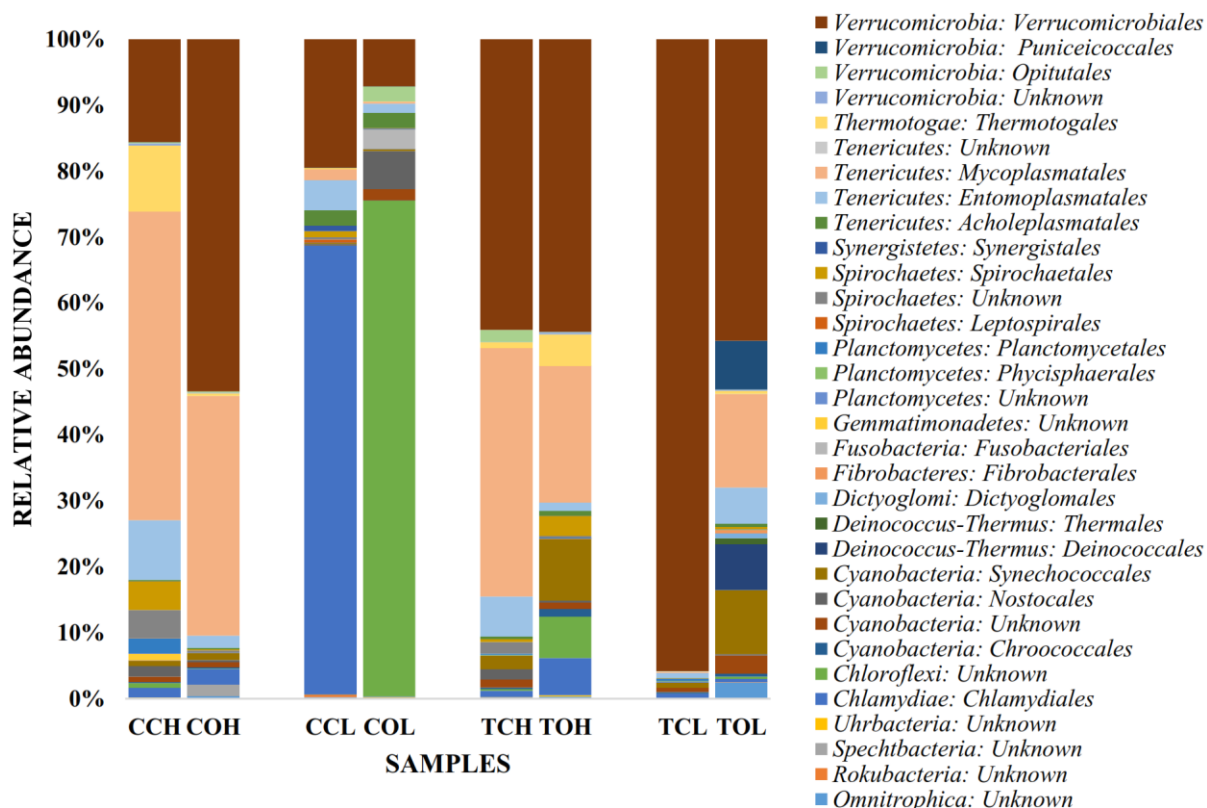 100%
90%
80%
70%
60%
50%
40%
30%
20%
10%
0%
RELATIVE ABUNDANCE
CCH COH CCL COL TCH TOH TCL TOL
SAMPLES
Verrucomicrobia: Verrucomicrobiales
Verrucomicrobia: Puniceicoccales
Verrucomicrobia: Opitutales
Verrucomicrobia: Unknown
Thermotogae: Thermotogales
Tenericutes: Unknown
Tenericutes: Mycoplasmatales
Tenericutes: Entomoplasmatales
Tenericutes: Acholeplasmatales
Synergistetes: Synergistales
Spirochaetes: Spirochaetales
Spirochaetes: Unknown
Spirochaetes: Leptospirales
Planctomycetes: Planctomycetales
Planctomycetes: Phycisphaerales
Planctomycetes: Unknown
Gemmatimonadetes: Unknown
Fusobacteria: Fusobacteriales
Fibrobacteres: Fibrobacterales
Dictyoglomi: Dictyoglomales
Deinococcus-Thermus: Thermales
Deinococcus-Thermus: Deinococcales
Cyanobacteria: Synechococcales
Cyanobacteria: Nostocales
Cyanobacteria: Unknown
Cyanobacteria: Chroococcales
Chloroflexi: Unknown
Chlamydiae: Chlamydiales
Uhrbacteria: Unknown
Spechtbacteria: Unknown
Rokubacteria: Unknown
Omnitrophica: Unknown